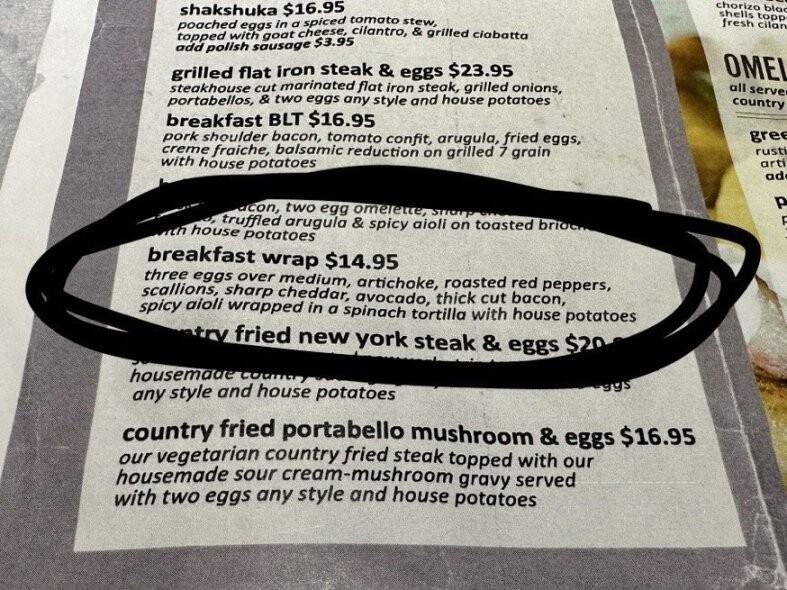 shakshuka $16.95
poached eggs in a spiced tomato stew,
topped with goat cheese, cilantro, & grilled ciabatta
add polish sausage $3.95
grilled flat iron steak & eggs $23.95
steakhouse cut marinated flat iron steak, grilled onions,
portabellos, & two eggs any style and house potatoes
breakfast BLT $16.95
pork shoulder bacon, tomato confit, arugula, fried eggs,
creme fraiche, balsamic reduction on grilled 7 grain
with house potatoes
two egg omelette,
truffled arugula & spicy aioli on toasted
with house potatoes
breakfast wrap $14.95
three eggs over medium, artichoke, roasted red peppers,
scallions, sharp cheddar, avocado, thick cut bacon,
spicy aioli wrapped in a spinach tortilla with house potatoes
fried new york steak & eggs
housemade
any style and house potatoes
country fried portabello mushroom & eggs $16.95
our vegetarian country fried steak topped with our
housemade sour cream-mushroom gravy served
with two eggs any style and house potatoes
chorizo
shells
fresh
all
country